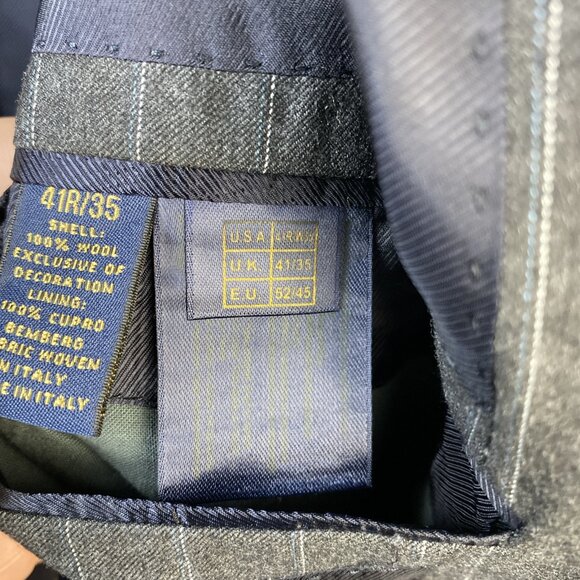 41R/35
SHELL:
100% WOOL
EXCLUSIVE OF
DECORATION
LINING:
100% CUPRO
BEMBERG
BRIC WOVEN
IN ITALY
E IN ITALY
U.S.A
U.K 41/35
E.U 52/45